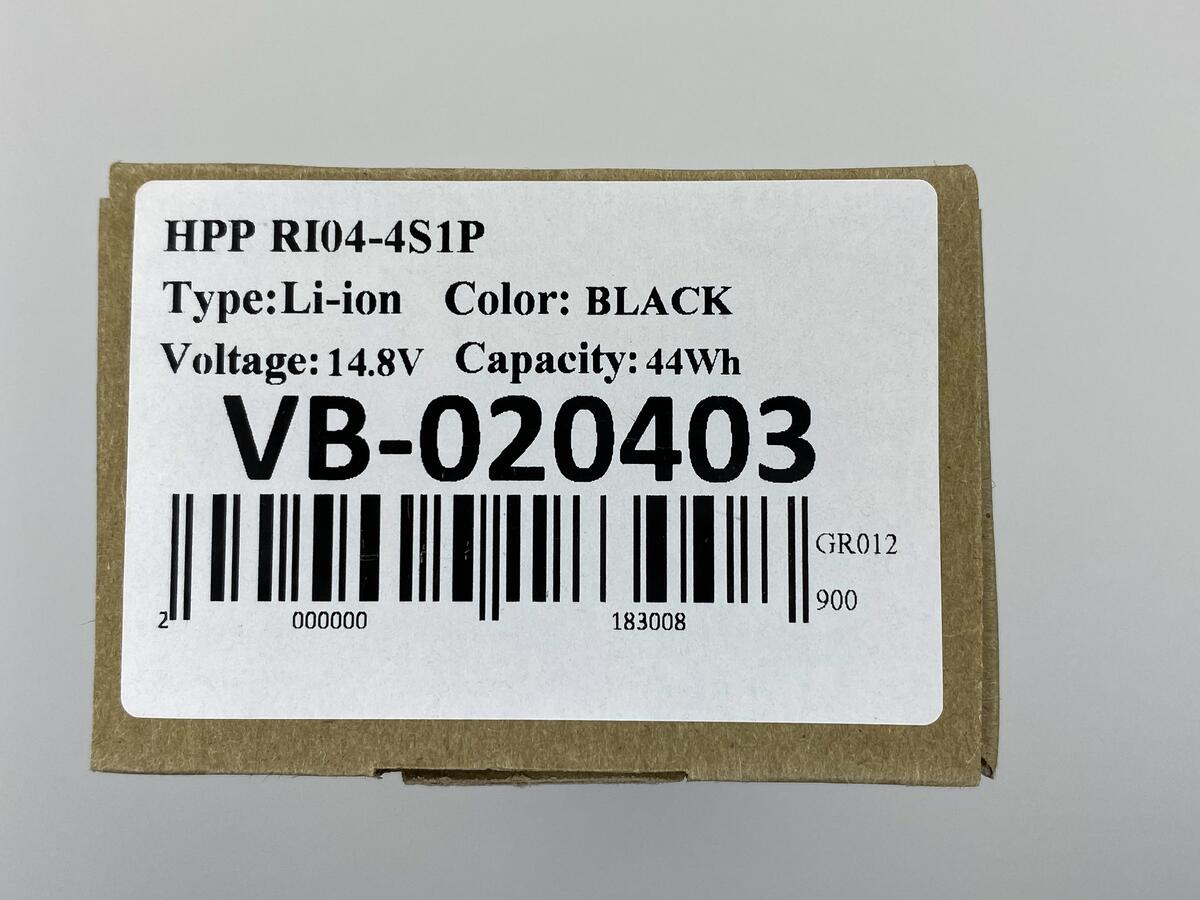 HPP RI04-4S1P
Type:Li-ion Color: BLACK
Voltage: 14.8V Capacity: 44Wh
VB-020403
GR012
900
2 000000 183008